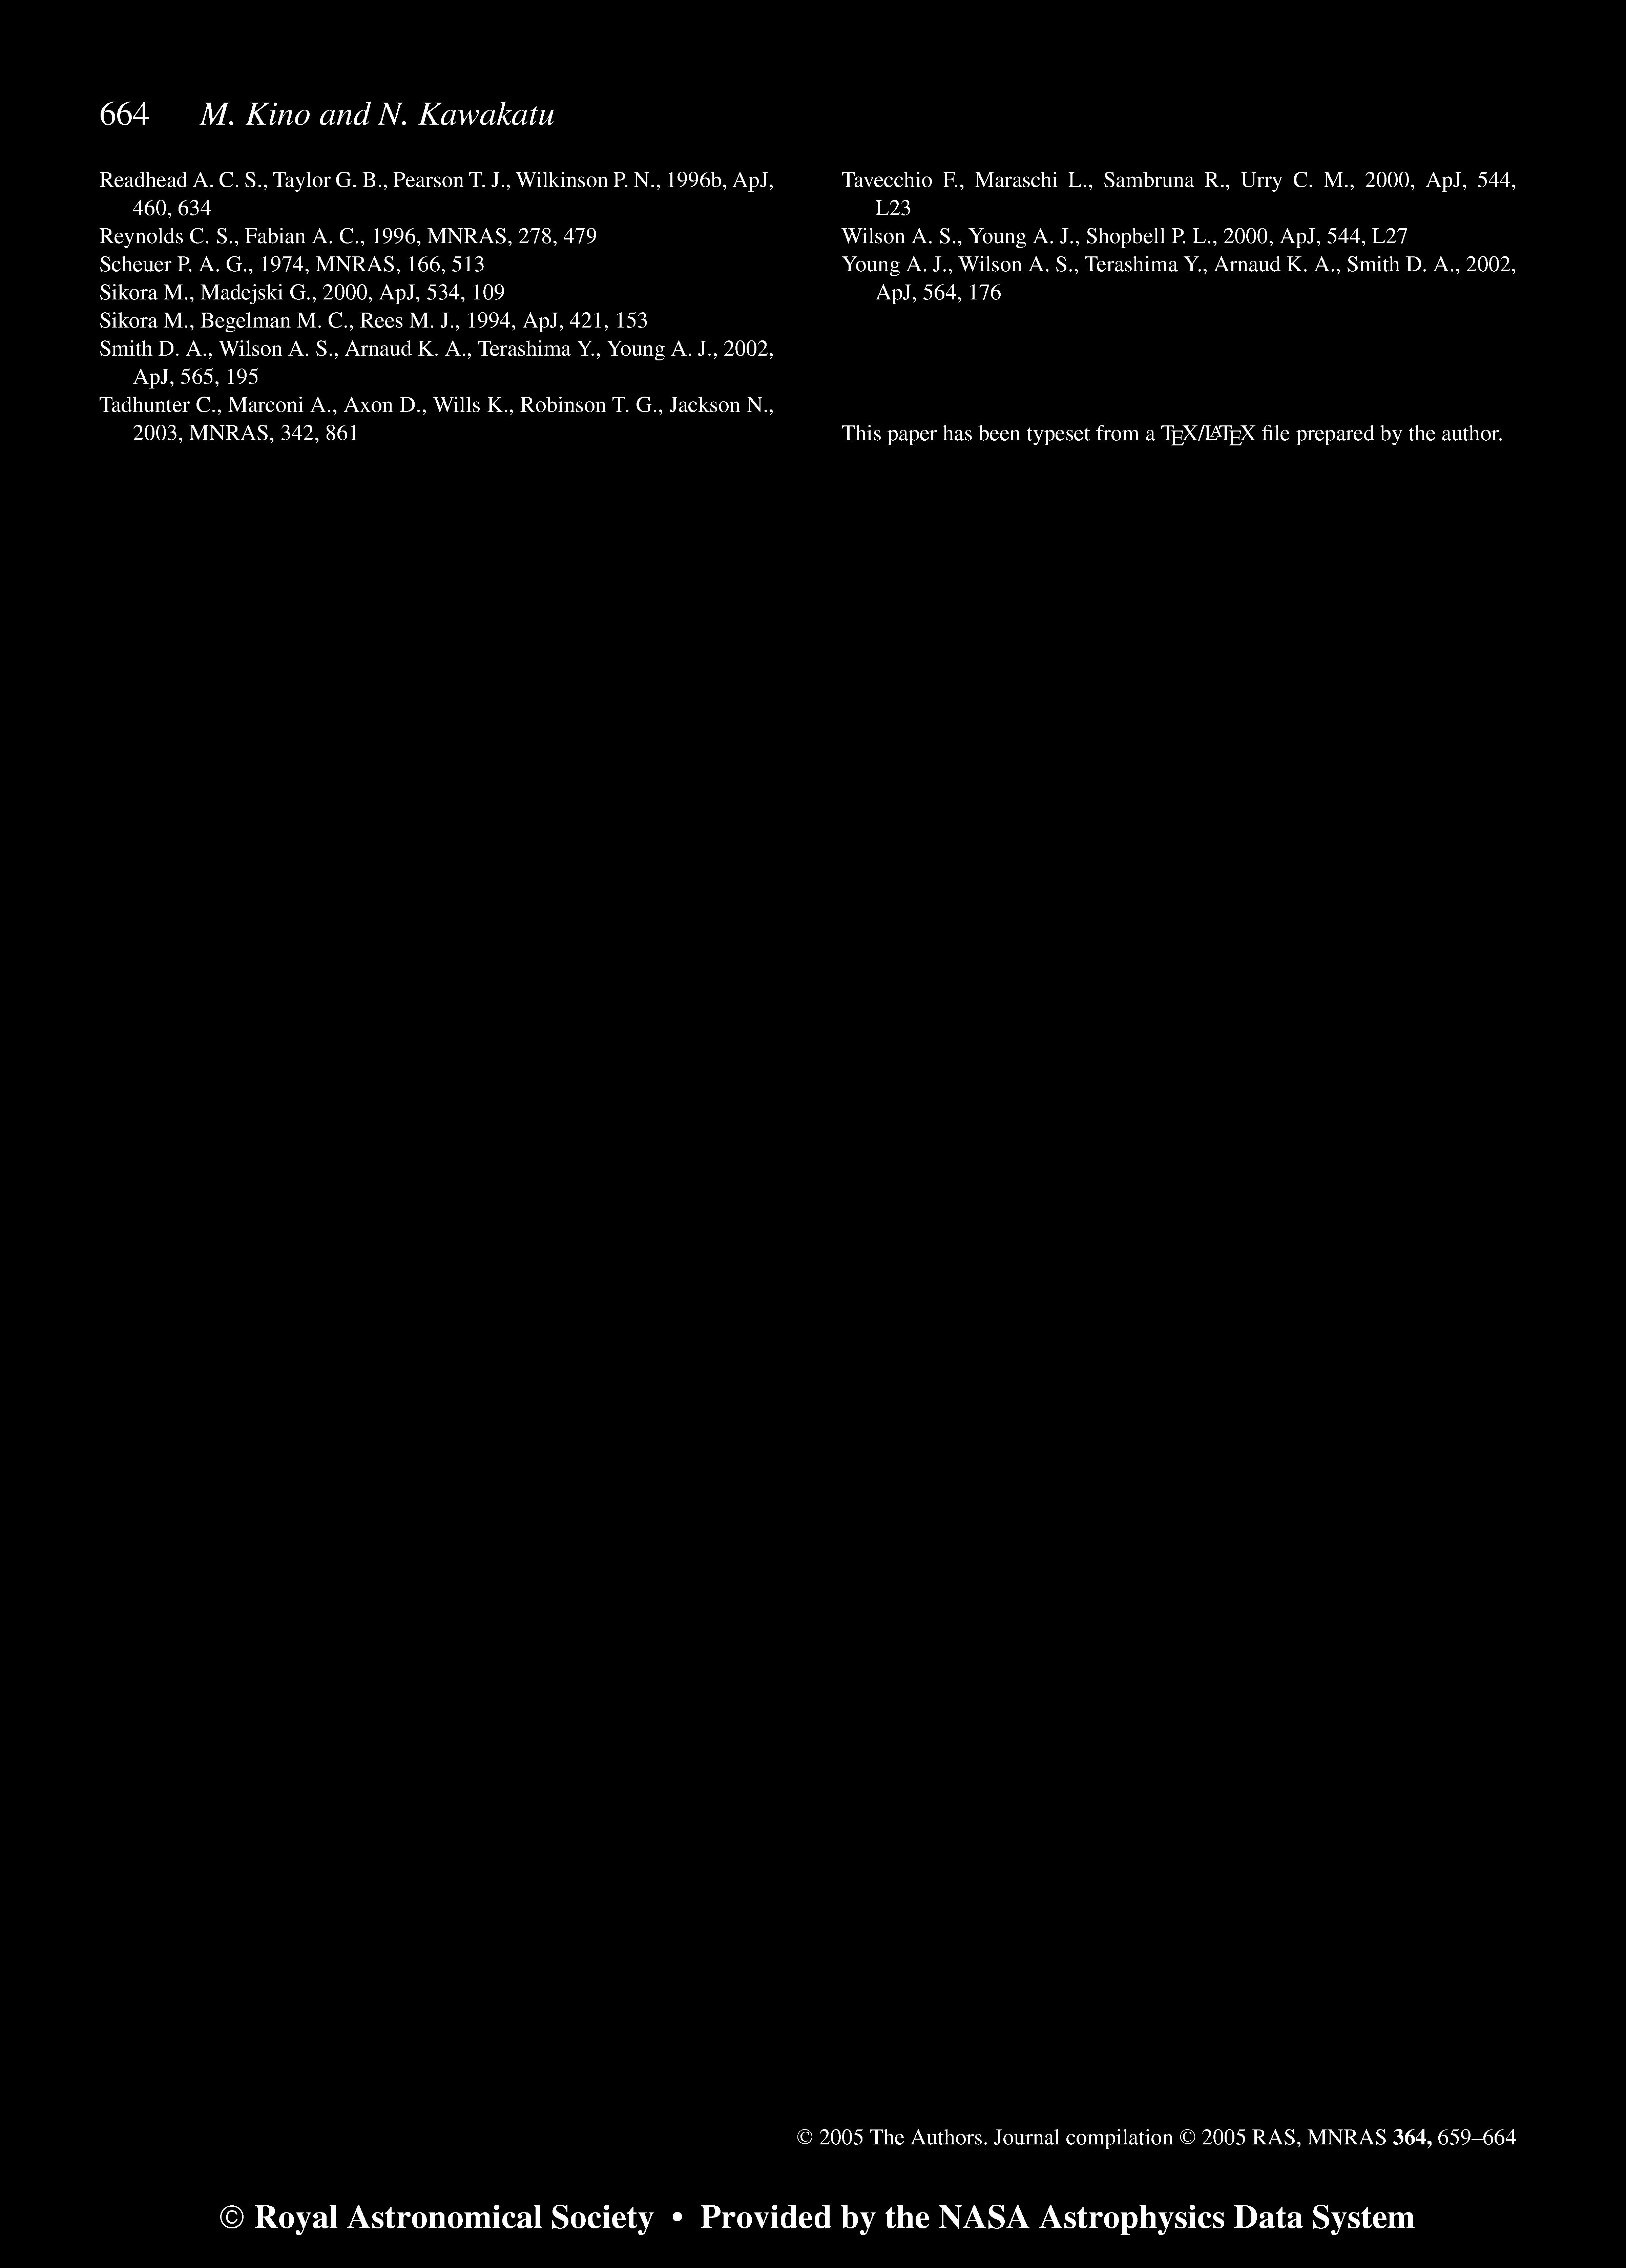 664 M. Kino and N. Kawakatu
Readhead A. C. S., Taylor G. B., Pearson T. J., Wilkinson P. N., 1996b, ApJ,
460, 634
Reynolds C. S., Fabian A. C., 1996, MNRAS, 278, 479
Scheuer P. A. G., 1974, MNRAS, 166, 513
Sikora M., Madejski G., 2000, ApJ, 534, 109
Sikora M., Begelman M. C., Rees M. J., 1994, ApJ, 421, 153
Smith D. A., Wilson A. S., Arnaud K. A., Terashima Y., Young A. J., 2002,
ApJ, 565, 195
Tadhunter C., Marconi A., Axon D., Wills K., Robinson T. G., Jackson N.,
2003, MNRAS, 342, 861
Tavecchio F., Maraschi L., Sambruna R., Urry C. M., 2000, ApJ, 544,
L23
Wilson A. S., Young A. J., Shopbell P. L., 2000, ApJ, 544, L27
Young A. J., Wilson A. S., Terashima Y., Arnaud K. A., Smith D. A., 2002,
ApJ, 564, 176
This paper has been typeset from a TEX/LATEX file prepared by the author.
© 2005 The Authors. Journal compilation © 2005 RAS, MNRAS 364, 659–664
© Royal Astronomical Society • Provided by the NASA Astrophysics Data System